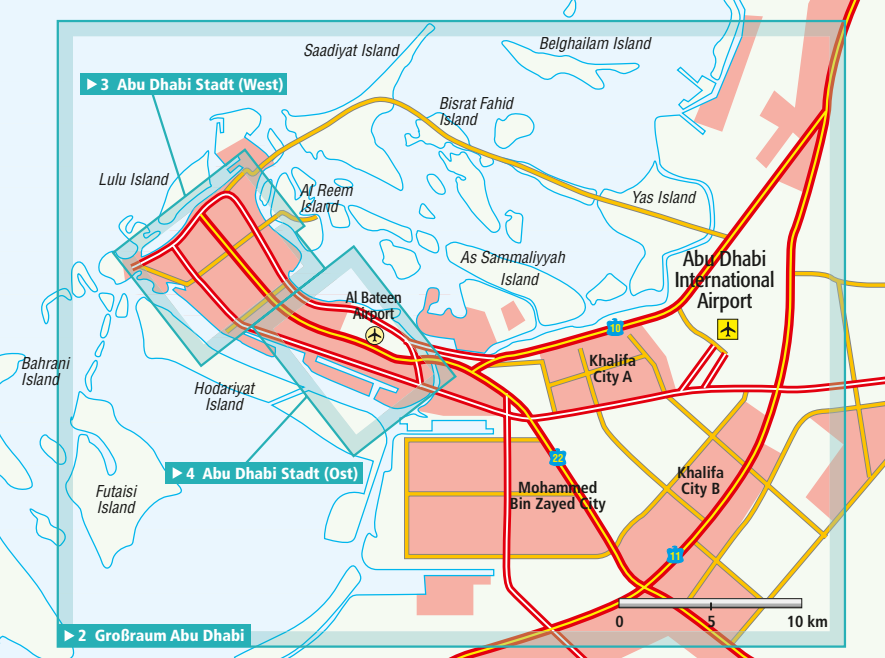 Saadiyat Island
Belghailam Island
▶3 Abu Dhabi Stadt (West)
Bisrat Fahid
Island
Lulu Island
Al Reem
Island
Yas Island
As Sammaliyyah
Island
Abu Dhabi
International
Airport
Al Bateen
Airport
10
Bahrani
Island
Khalifa
City A
Hodariyat
Island
22
▶4 Abu Dhabi Stadt (Ost)
Khalifa
City B
Futaisi
Island
Mohammed
Bin Zayed City
11
0 5 10 km
▶2 Großraum Abu Dhabi